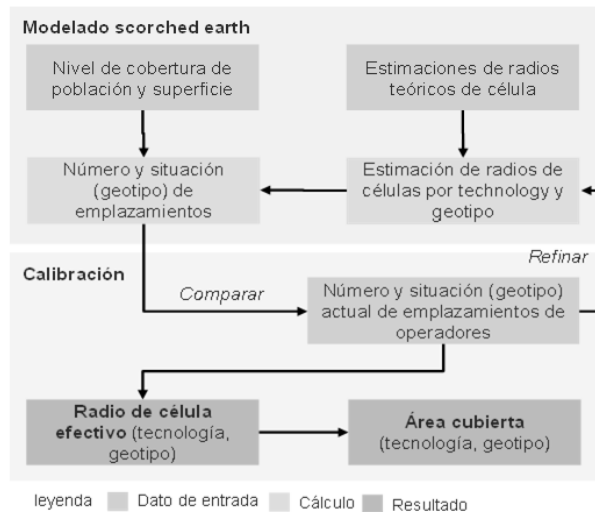 Modelado scorched earth
Nivel de cobertura de
población y superficie
Estimaciones de radios
teóricos de célula
Número y situación
(geotipo) de
emplazamientos
Estimación de radios de
células por technology y
geotipo
Refinar
Calibración
Comparar
Número y situación (geotipo)
actual de emplazamientos de
operadores
Radio de célula
efectivo (tecnología,
geotipo)
Área cubierta
(tecnología, geotipo)
leyenda Dato de entrada Cálculo Resultado